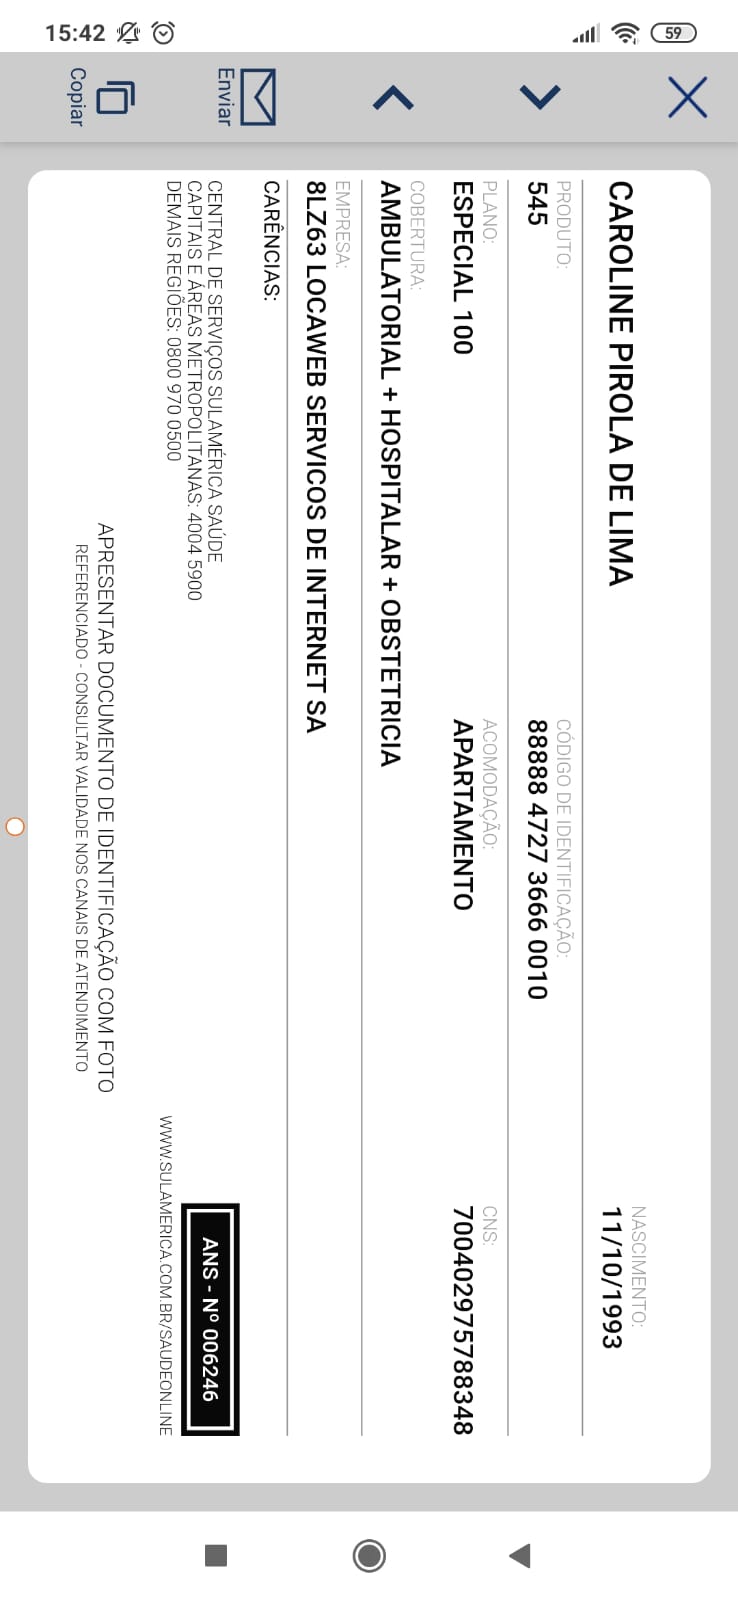 15:42
59
Copiar
Enviar
CAROLINE PIROLA DE LIMA
NASCIMENTO:
11/10/1993
PRODUTO:
545
CÓDIGO DE IDENTIFICAÇÃO:
88888 4727 3666 0010
PLANO:
ESPECIAL 100
ACOMODAÇÃO:
APARTAMENTO
CNS:
700402975788348
COBERTURA:
AMBULATORIAL + HOSPITALAR + OBSTETRICIA
EMPRESA:
8LZ63 LOCAWEB SERVICOS DE INTERNET SA
CARÊNCIAS:
CENTRAL DE SERVIÇOS SULAMÉRICA SAÚDE
CAPITAIS E ÁREAS METROPOLITANAS: 4004 5900
DEMAIS REGIÕES: 0800 970 0500
ANS - Nº 006246
WWW.SULAMERICA.COM.BR/SAUDEONLINE
APRESENTAR DOCUMENTO DE IDENTIFICAÇÃO COM FOTO
REFERENCIADO - CONSULTAR VALIDADE NOS CANAIS DE ATENDIMENTO